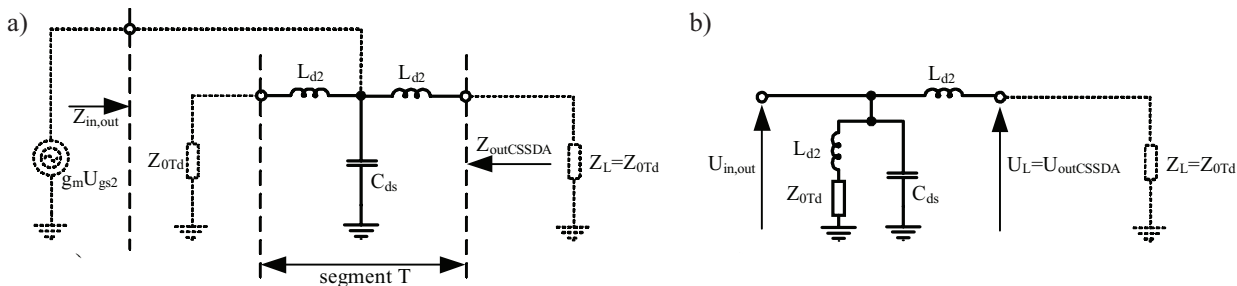 a)
b)
L_d2
L_d2
L_d2
Z_in,out
Z_0Td
Z_outCSSDA
Z_L=Z_0Td
g_mU_gs2
C_ds
segment T
U_in,out
L_d2
Z_0Td
C_ds
U_L=U_outCSSDA
Z_L=Z_0Td